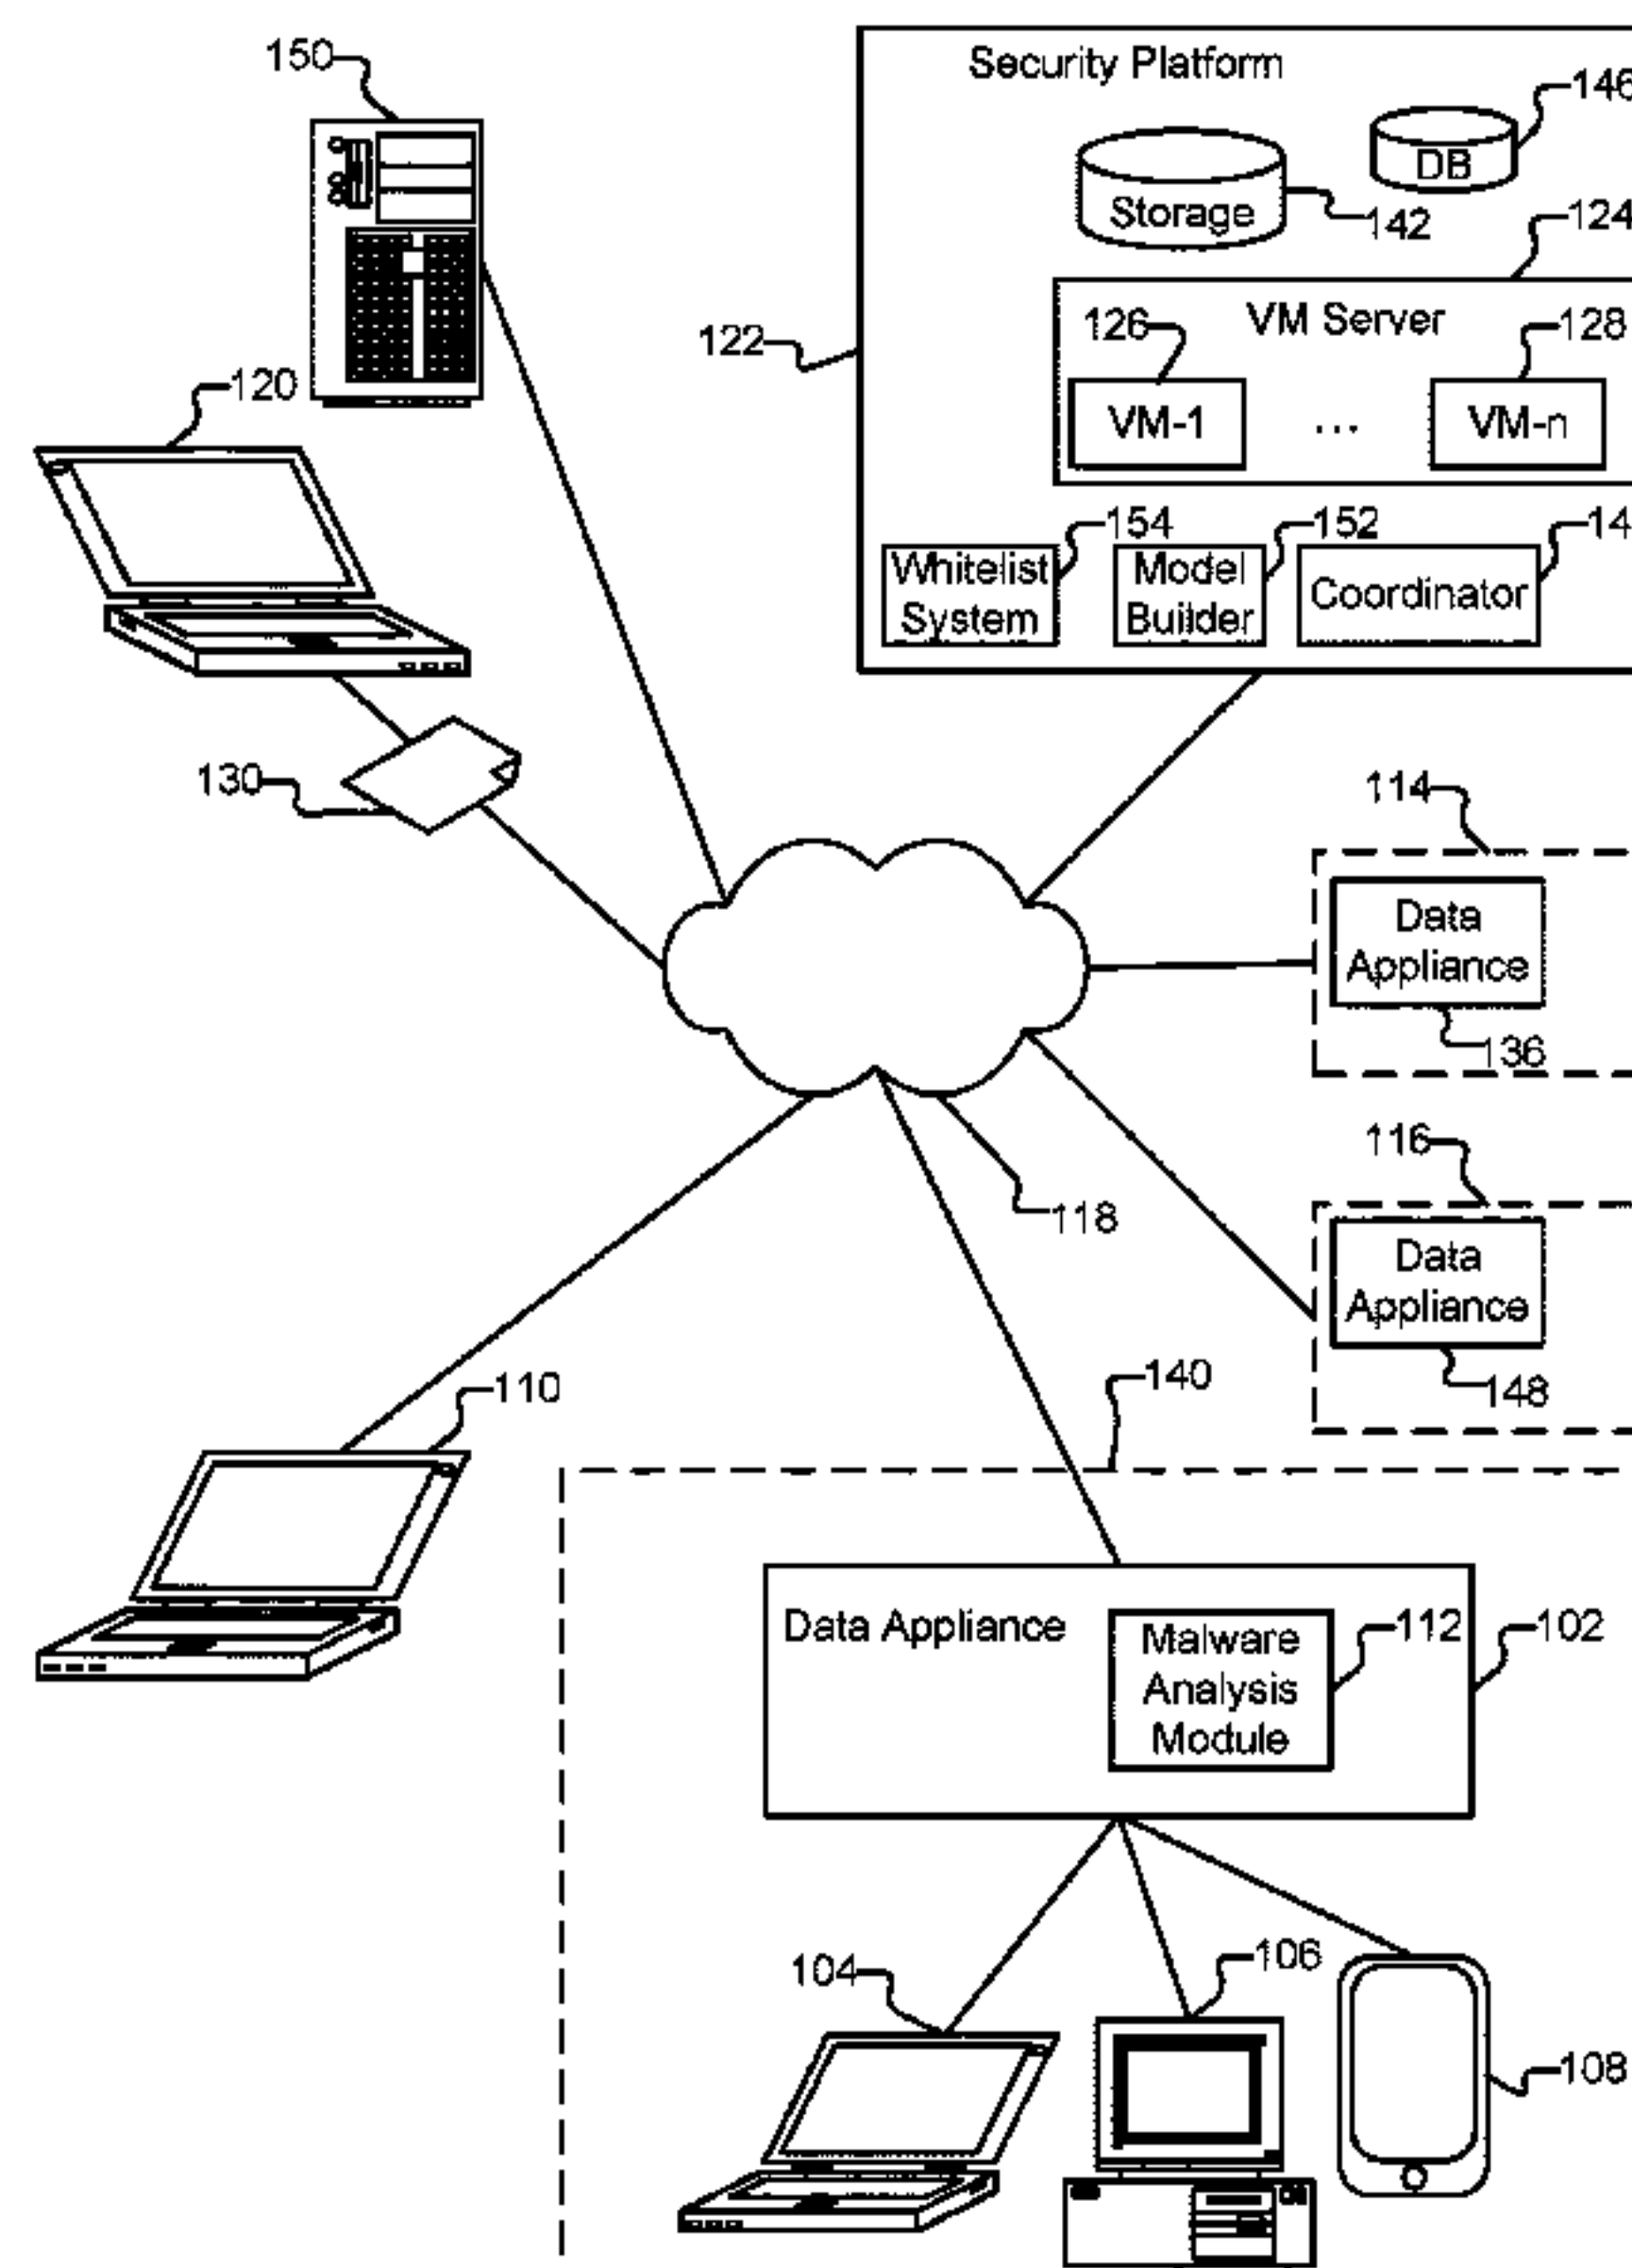 150
Security Platform
146
DB
Storage
142
124
VM Server
126
128
122
VM-1
...
VM-n
120
154
152
14
Whitelist
System
Model
Builder
Coordinator
130
114
Data
Appliance
136
116
118
Data
Appliance
148
140
110
Data Appliance
Malware
Analysis
Module
112
102
104
106
108